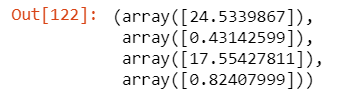 Out[122]: (array([24.5339867]),
array([0.43142599]),
array([17.55427811]),
array([0.82407999]))